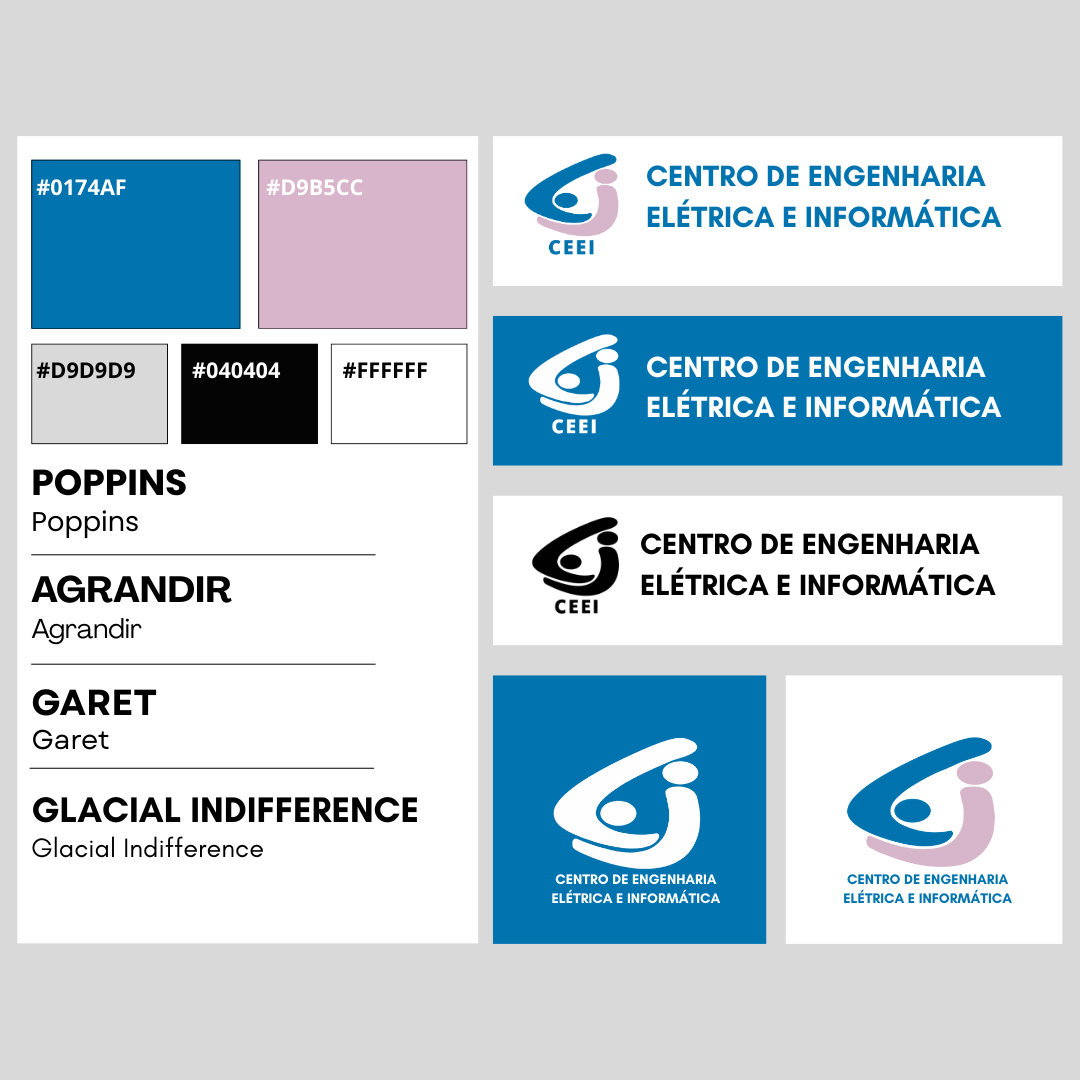 #0174AF
#D9B5CC
#D9D9D9
#040404
#FFFFFF
POPPINS
Poppins
AGRANDIR
Agrandir
GARET
Garet
GLACIAL INDIFFERENCE
Glacial Indifference
CEEI
CENTRO DE ENGENHARIA
ELÉTRICA E INFORMÁTICA
CEEI
CENTRO DE ENGENHARIA
ELÉTRICA E INFORMÁTICA
CEEI
CENTRO DE ENGENHARIA
ELÉTRICA E INFORMÁTICA
CENTRO DE ENGENHARIA
ELÉTRICA E INFORMÁTICA
CENTRO DE ENGENHARIA
ELÉTRICA E INFORMÁTICA